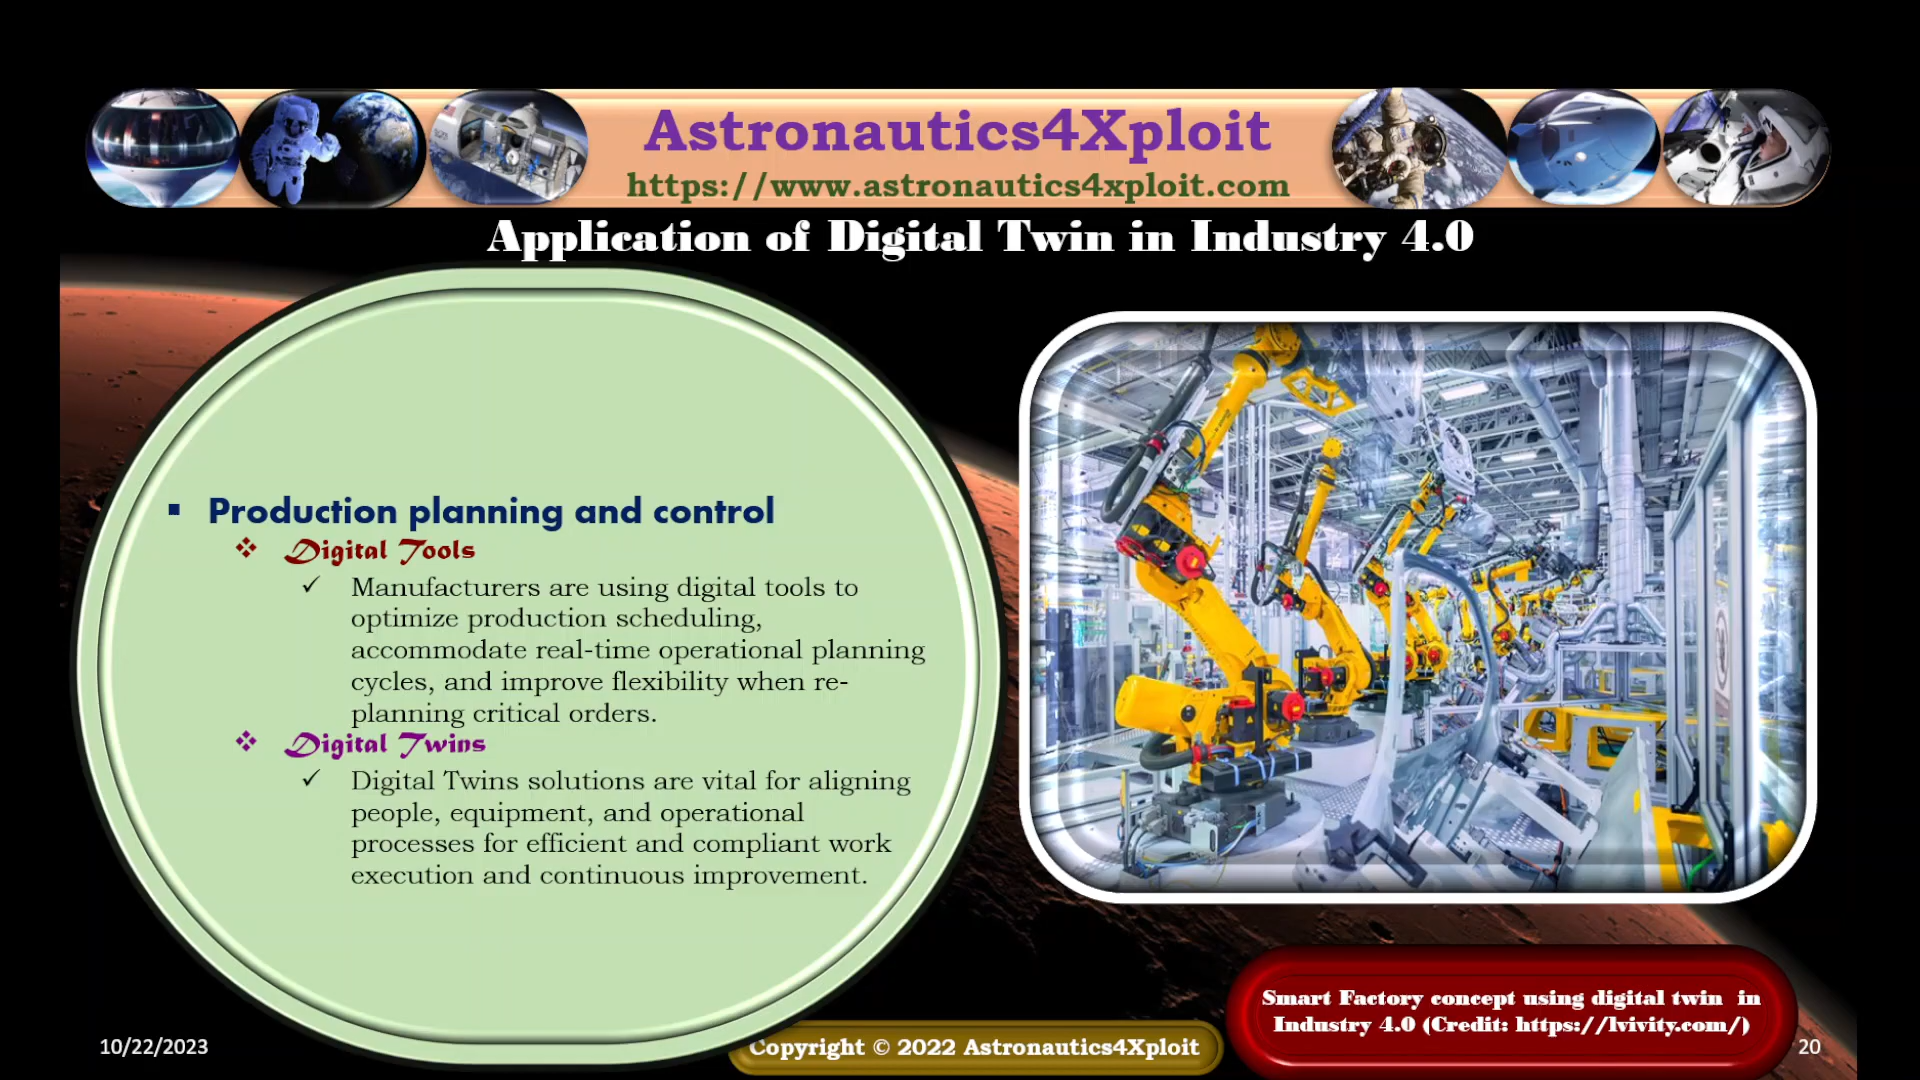 Astronautics4Xploit
https://www.astronautics4xploit.com
Application of Digital Twin in Industry 4.0
▪ Production planning and control
❖ Digital Tools
✓ Manufacturers are using digital tools to
optimize production scheduling,
accommodate real-time operational planning
cycles, and improve flexibility when re-
planning critical orders.
❖ Digital Twins
✓ Digital Twins solutions are vital for aligning
people, equipment, and operational
processes for efficient and compliant work
execution and continuous improvement.
Smart Factory concept using digital twin in
Industry 4.0 (Credit: https://lvivity.com/)
10/22/2023
Copyright © 2022 Astronautics4Xploit
20